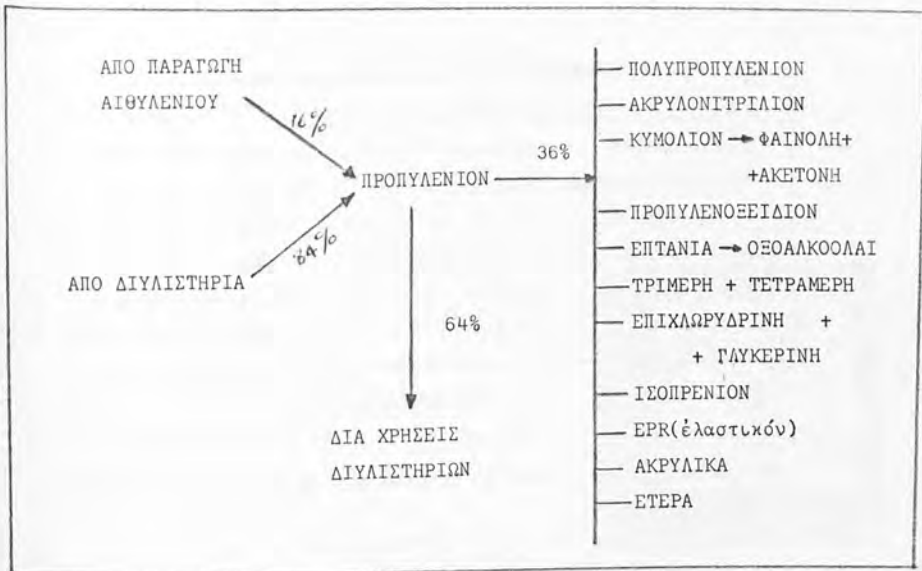 ΑΠΟ ΠΑΡΑΓΩΓΗ
ΑΙΘΥΛΕΝΙΟΥ
16%
84%
ΑΠΟ ΔΙΥΛΙΣΤΗΡΙΑ
ΠΡΟΠΥΛΕΝΙΟΝ
36%
64%
ΔΙΑ ΧΡΗΣΕΙΣ
ΔΙΥΛΙΣΤΗΡΙΩΝ
ΠΟΛΥΠΡΟΠΥΛΕΝΙΟΝ
ΑΚΡΥΛΟΝΙΤΡΙΛΙΟΝ
ΚΥΜΟΛΙΟΝ → ΦΑΙΝΟΛΗ+
+ΑΚΕΤΟΝΗ
ΠΡΟΠΥΛΕΝΟΞΕΙΔΙΟΝ
ΕΠΤΑΝΙΑ → ΟΞΟΑΛΚΟΟΛΑΙ
ΤΡΙΜΕΡΗ + ΤΕΤΡΑΜΕΡΗ
ΕΠΙΧΛΩΡΥΔΡΙΝΗ +
+ ΓΛΥΚΕΡΙΝΗ
ΙΣΟΠΡΕΝΙΟΝ
EPR(ἐλαστικόν)
ΑΚΡΥΛΙΚΑ
ΕΤΕΡΑ